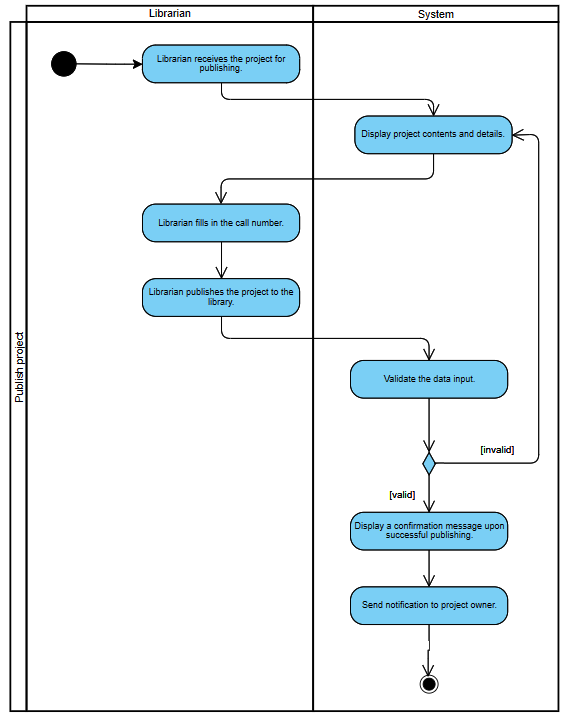 Librarian
System
Publish project
Librarian receives the project for
publishing.
Display project contents and details.
Librarian fills in the call number.
Librarian publishes the project to the
library.
Validate the data input.
[invalid]
[valid]
Display a confirmation message upon
successful publishing.
Send notification to project owner.